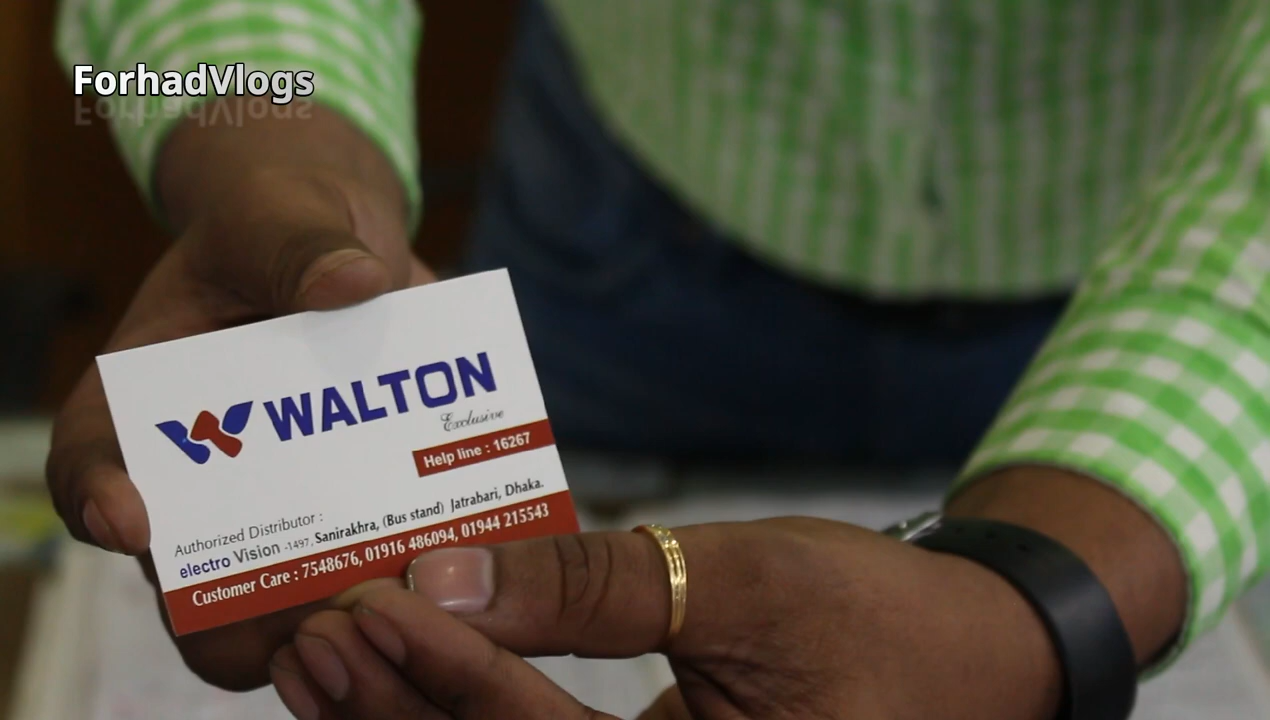 ForhadVlogs
WALTON
Exclusive
Help line : 16267
Authorized Distributor :
electro Vision -1497, Sanirakhra, (Bus stand) Jatrabari, Dhaka.
Customer Care : 7548676, 01916 486094, 01944 215543